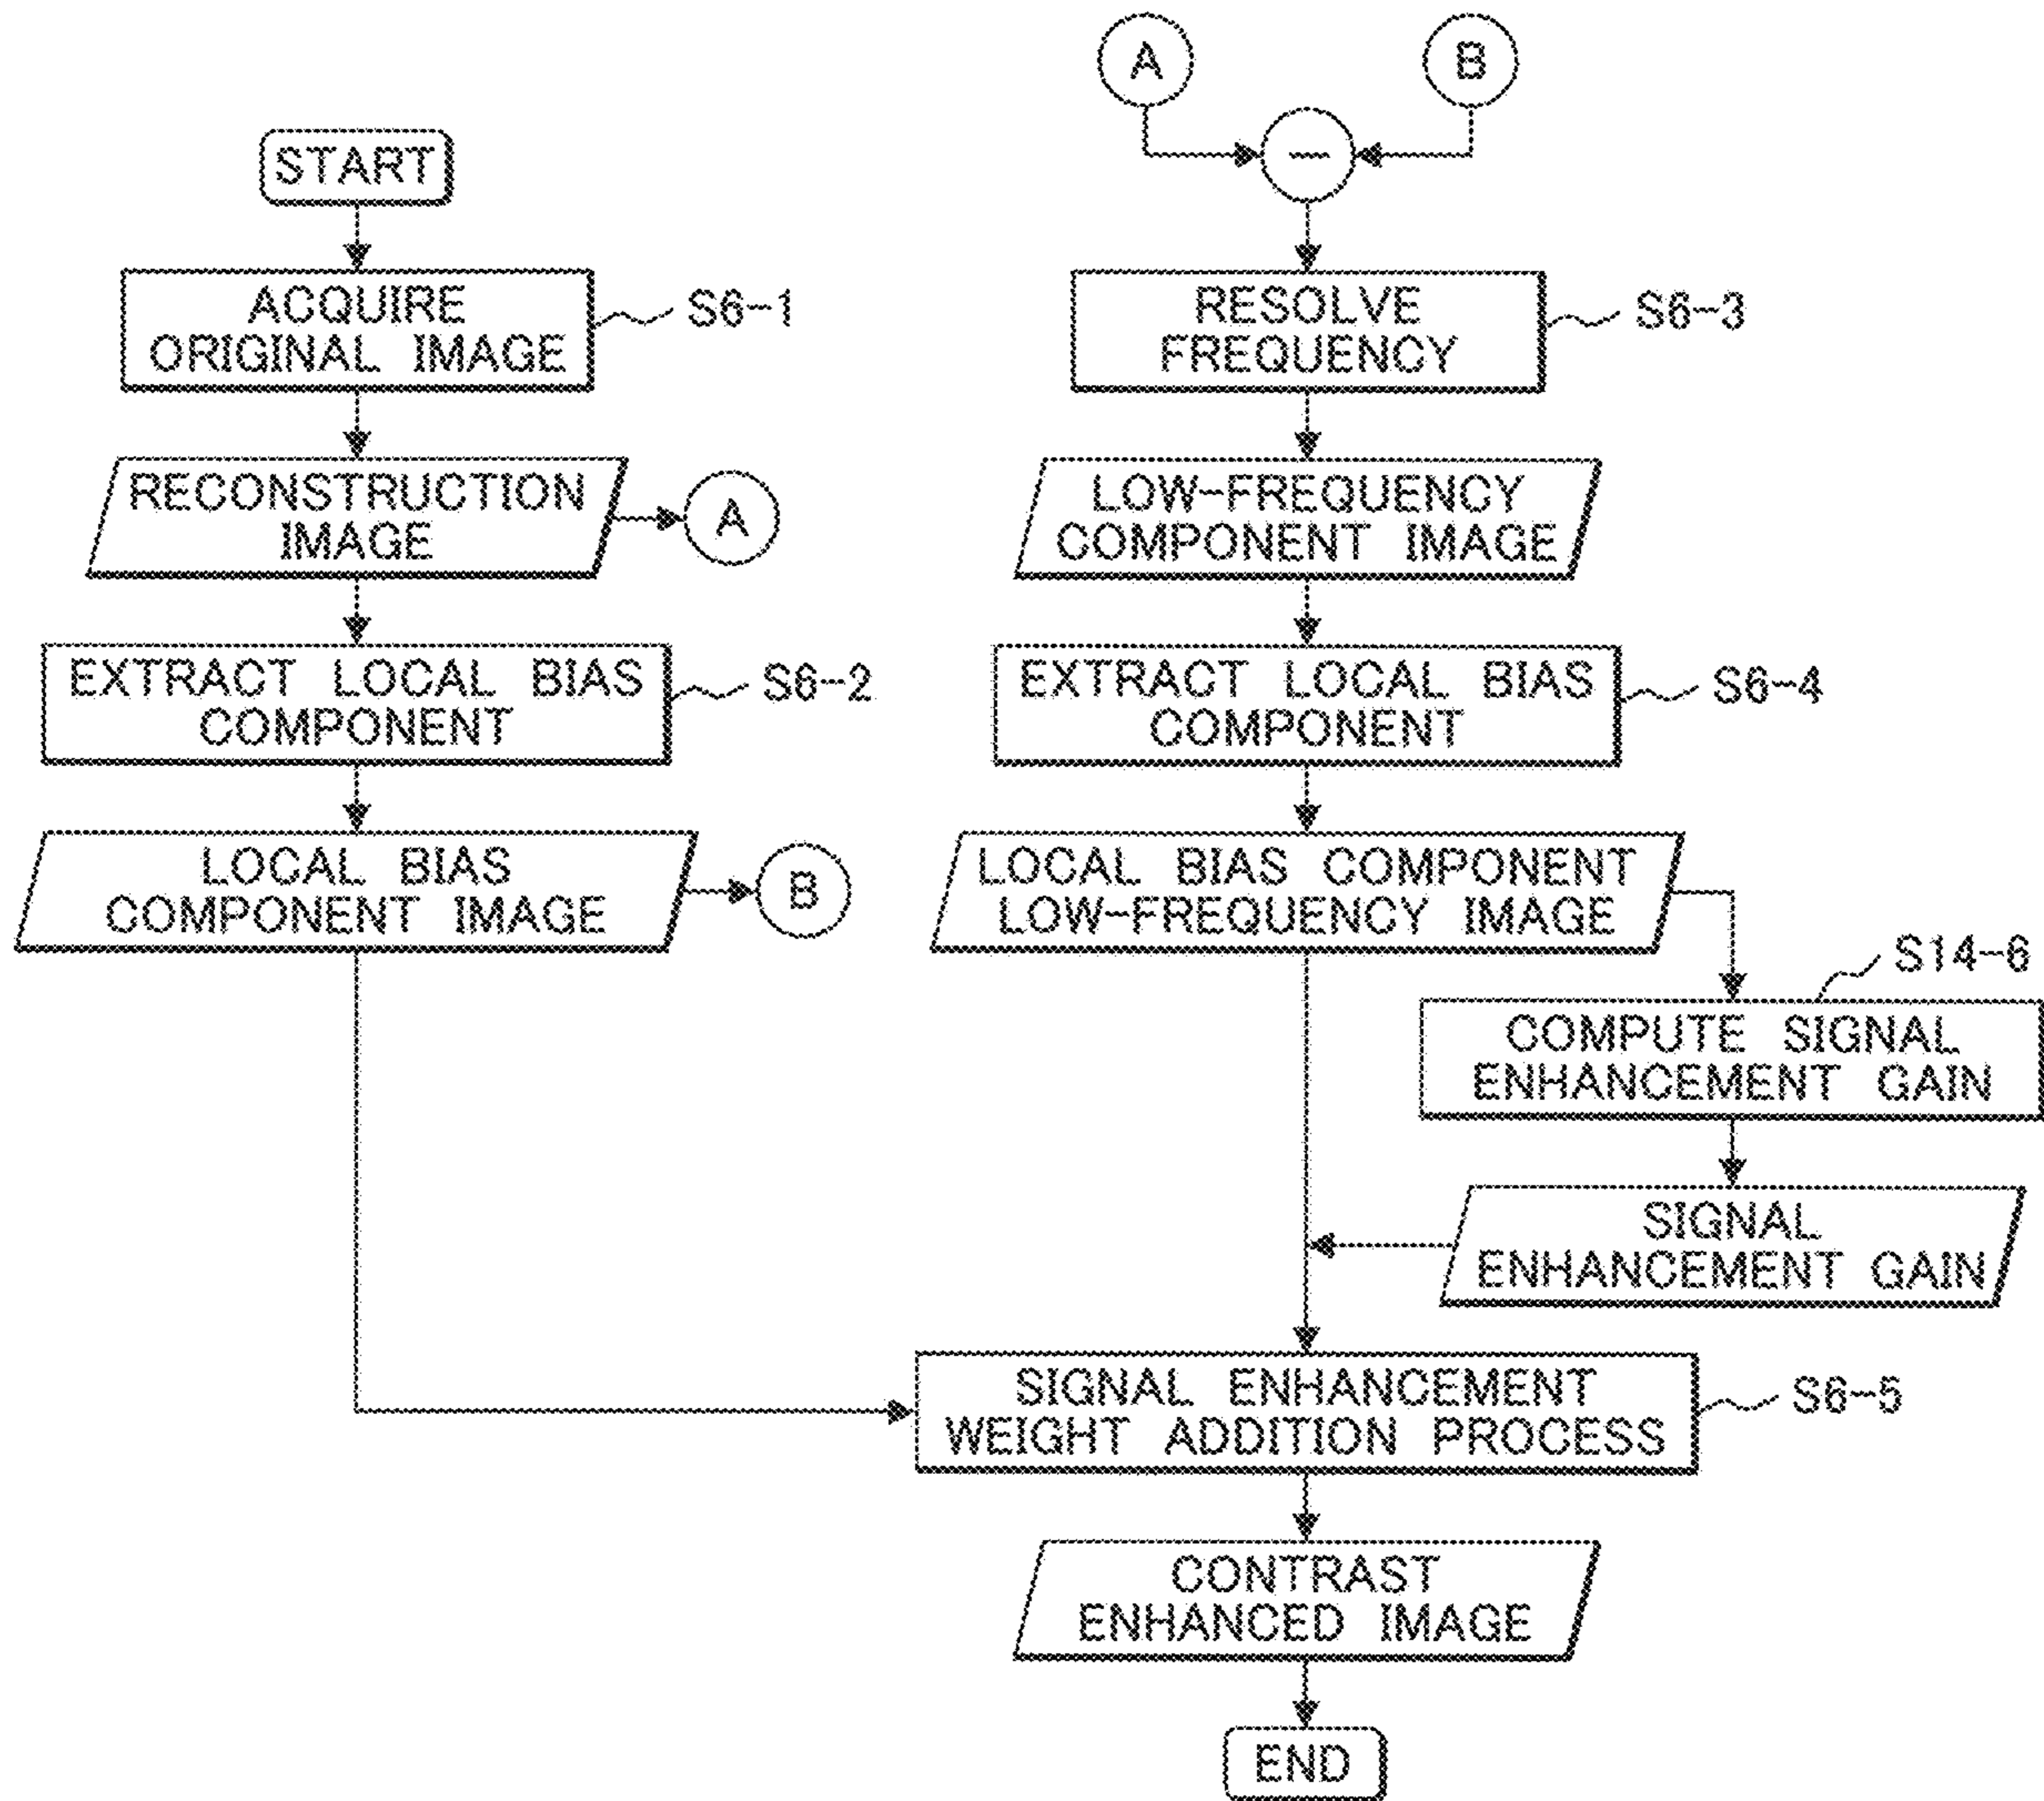 START
ACQUIRE
ORIGINAL IMAGE
S6-1
RECONSTRUCTION
IMAGE
A
EXTRACT LOCAL BIAS
COMPONENT
S6-2
LOCAL BIAS
COMPONENT IMAGE
B
A
B
—
RESOLVE
FREQUENCY
S6-3
LOW-FREQUENCY
COMPONENT IMAGE
EXTRACT LOCAL BIAS
COMPONENT
S6-4
LOCAL BIAS COMPONENT
LOW-FREQUENCY IMAGE
S14-6
COMPUTE SIGNAL
ENHANCEMENT GAIN
SIGNAL
ENHANCEMENT GAIN
SIGNAL ENHANCEMENT
WEIGHT ADDITION PROCESS
S6-5
CONTRAST
ENHANCED IMAGE
END